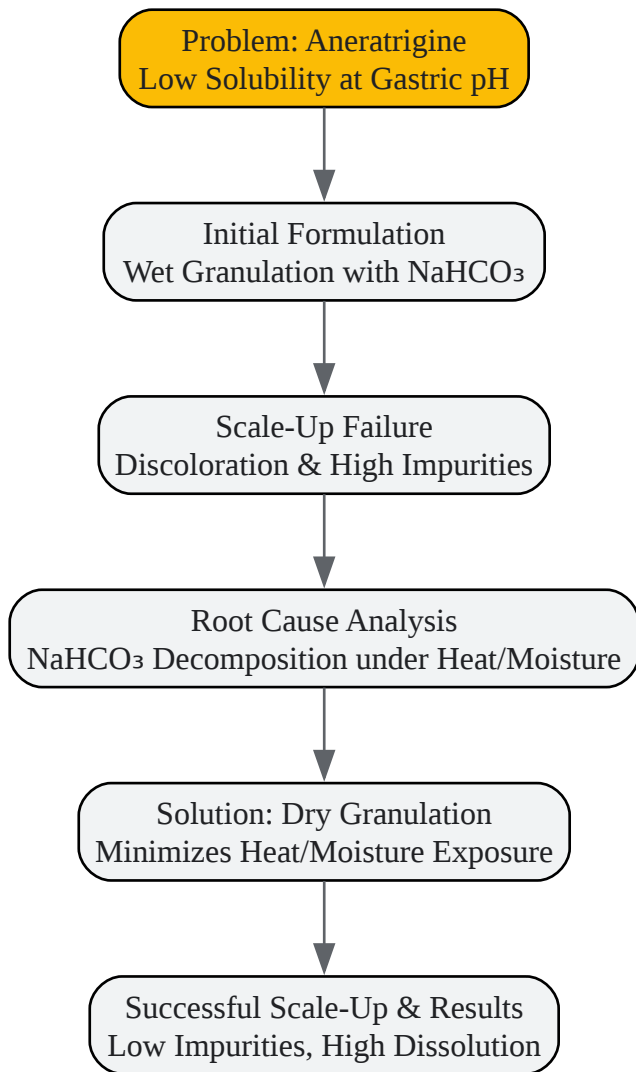 Problem: Aneratrigine
Low Solubility at Gastric pH
Initial Formulation
Wet Granulation with NaHCO₃
Scale-Up Failure
Discoloration & High Impurities
Root Cause Analysis
NaHCO₃ Decomposition under Heat/Moisture
Solution: Dry Granulation
Minimizes Heat/Moisture Exposure
Successful Scale-Up & Results
Low Impurities, High Dissolution